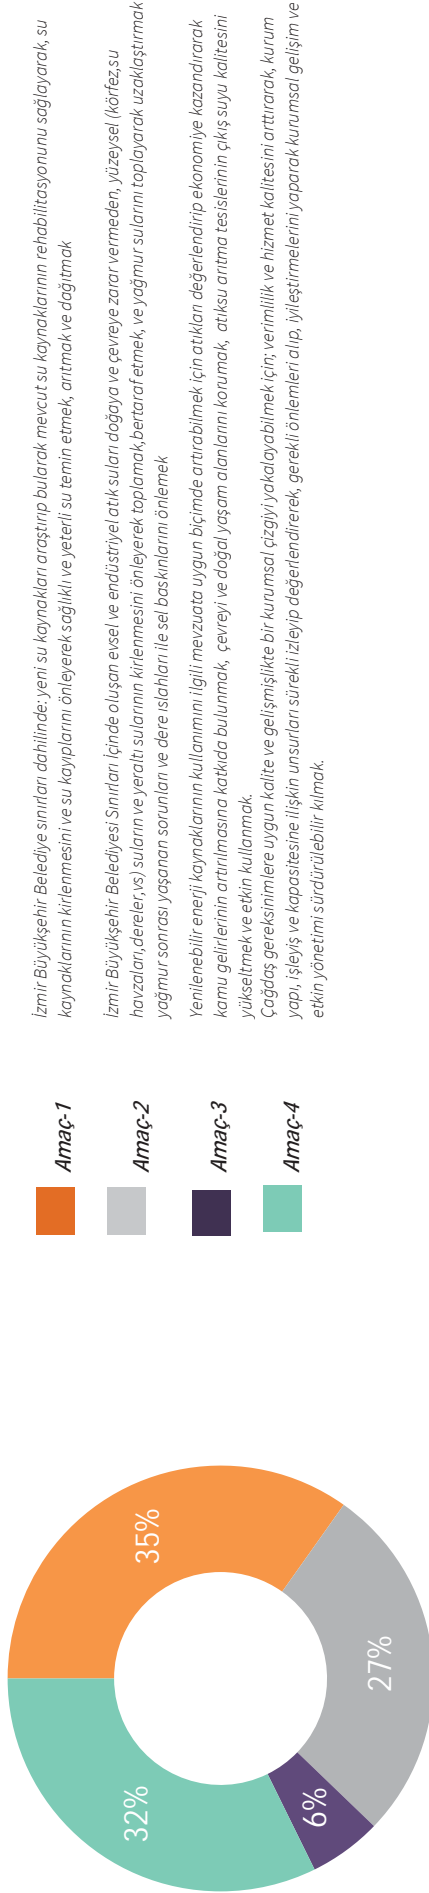 35%
27%
6%
32%
Amaç-1
İzmir Büyükşehir Belediye sınırları dahilinde: yeni su kaynakları araştırıp bularak mevcut su kaynaklarının rehabilitasyonunu sağlayarak, su
kaynaklarının kirlenmesini ve su kayıplarını önleyerek sağlıklı ve yeterli su temin etmek, arıtmak ve dağıtmak
Amaç-2
İzmir Büyükşehir Belediyesi Sınırları İçinde oluşan evsel ve endüstriyel atık suları doğaya ve çevreye zarar vermeden, yüzeysel (körfez,su
havzaları,dereler,vs) suların ve yeraltı sularının kirlenmesini önleyerek toplamak,bertaraf etmek, ve yağmur sularını toplayarak uzaklaştırmak
yağmur sonrası yaşanan sorunları ve dere ıslahları ile sel baskınlarını önlemek
Amaç-3
Yenilenebilir enerji kaynaklarının kullanımını ilgili mevzuata uygun biçimde artırabilmek için atıkları değerlendirip ekonomiye kazandırarak
kamu gelirlerinin artırılmasına katkıda bulunmak, çevreyi ve doğal yaşam alanlarını korumak, atıksu arıtma tesislerinin çıkış suyu kalitesini
yükseltmek ve etkin kullanmak.
Amaç-4
Çağdaş gereksinimlere uygun kalite ve gelişmişlikte bir kurumsal çizgiyi yakalayabilmek için; verimlilik ve hizmet kalitesini arttırarak, kurum
yapı, işleyiş ve kapasitesine ilişkin unsurları sürekli izleyip değerlendirerek, gerekli önlemleri alıp, iyileştirmelerini yaparak kurumsal gelişim ve
etkin yönetimi sürdürülebilir kılmak.